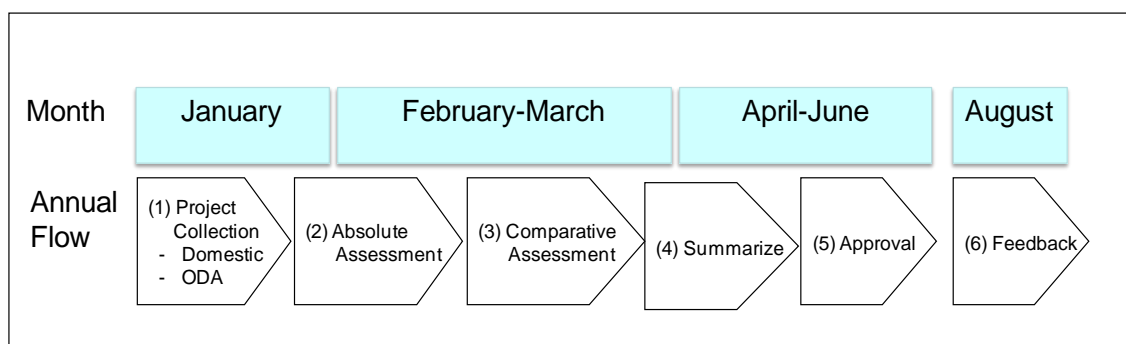 Month
January
February-March
April-June
August
Annual
Flow
(1) Project
Collection
- Domestic
- ODA
(2) Absolute
Assessment
(3) Comparative
Assessment
(4) Summarize
(5) Approval
(6) Feedback